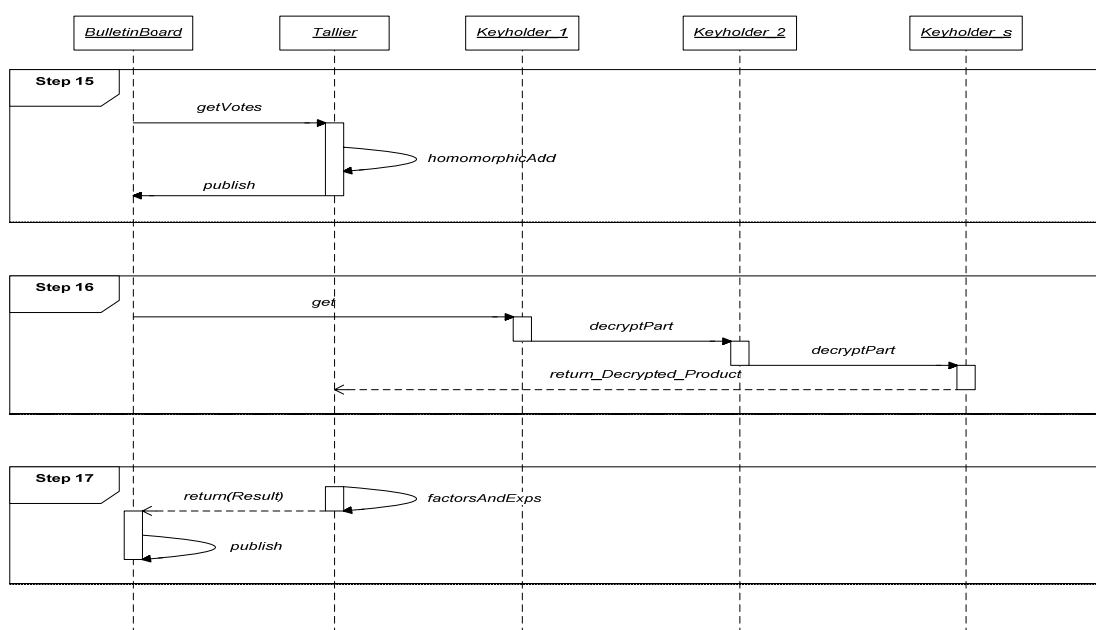 BulletinBoard
Tallier
Keyholder_1
Keyholder_2
Keyholder_s
Step 15
getVotes
homomorphicAdd
publish
Step 16
get
decryptPart
decryptPart
return_Decrypted_Product
Step 17
return(Result)
factorsAndExps
publish